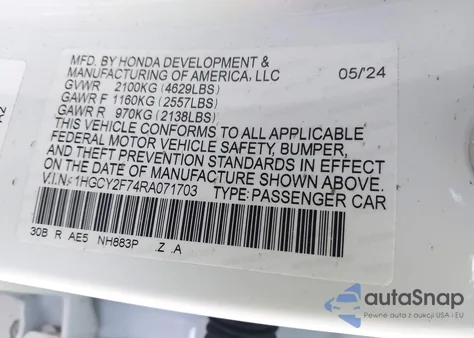 MFD. BY HONDA DEVELOPMENT &
MANUFACTURING OF AMERICA, LLC 05/24
GVWR 2100KG (4629LBS)
GAWR F 1160KG (2557LBS)
GAWR R 970KG (2138LBS)
THIS VEHICLE CONFORMS TO ALL APPLICABLE
FEDERAL MOTOR VEHICLE SAFETY, BUMPER,
AND THEFT PREVENTION STANDARDS IN EFFECT
ON THE DATE OF MANUFACTURE SHOWN ABOVE.
V.I.N.: 1HGCY2F74RA071703 TYPE: PASSENGER CAR
30B R AE5 NH883P Z A
autoSnap
Pewne auta z aukcji USA i EU